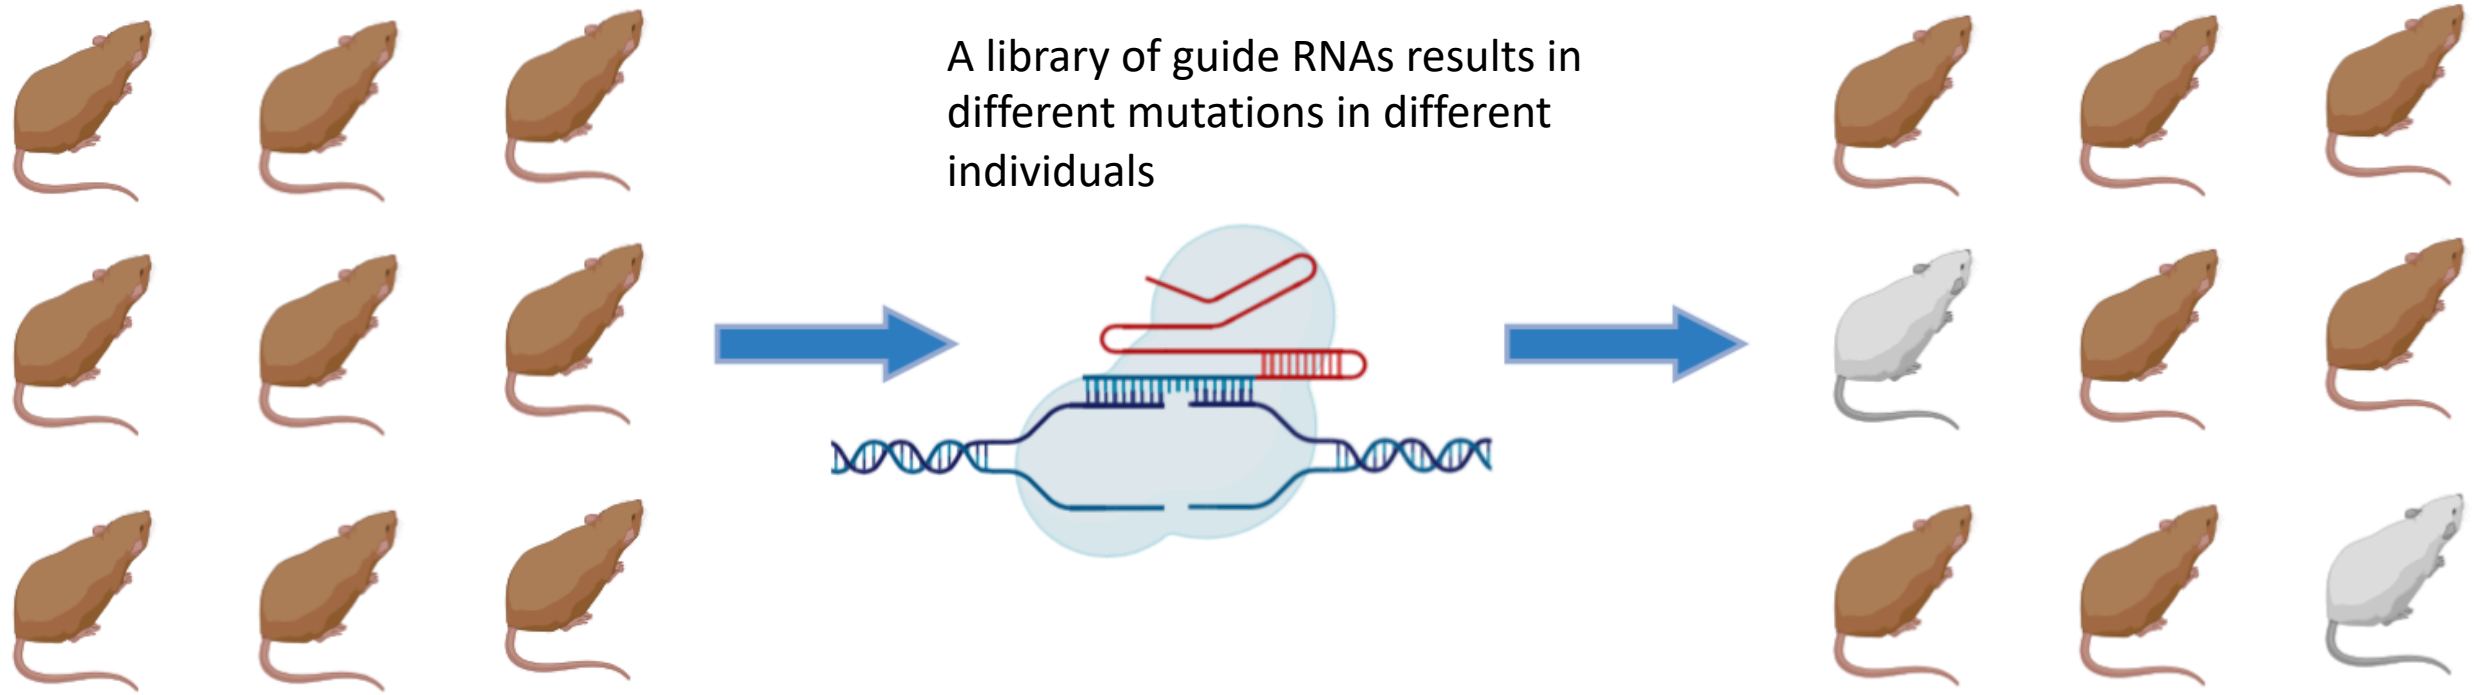 A library of guide RNAs results in
different mutations in different
individuals